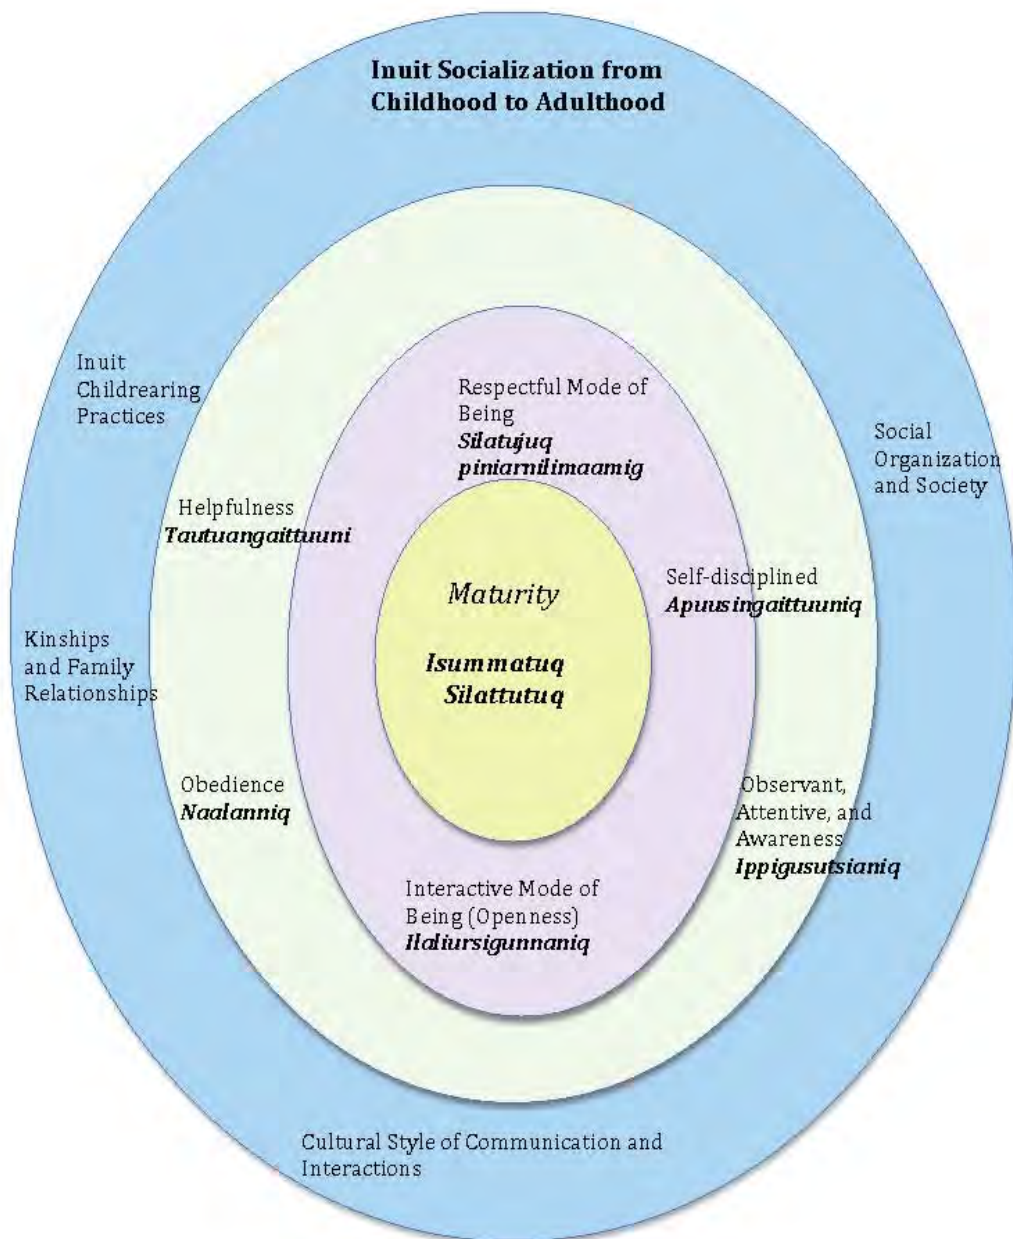 Inuit Socialization from
Childhood to Adulthood
Inuit
Childrearing
Practices
Respectful Mode of
Being
Silatujuq
piniarnilimaamig
Social
Organization
and Society
Helpfulness
Tautuangaittuuni
Self-disciplined
Apuusingaittuuniq
Maturity
Isummatuq
Silattutuq
Kinships
and Family
Relationships
Obedience
Naalanniq
Observant,
Attentive, and
Awareness
Ippigusutsianiq
Interactive Mode of
Being (Openness)
Ilaliursigunnaniq
Cultural Style of Communication and
Interactions